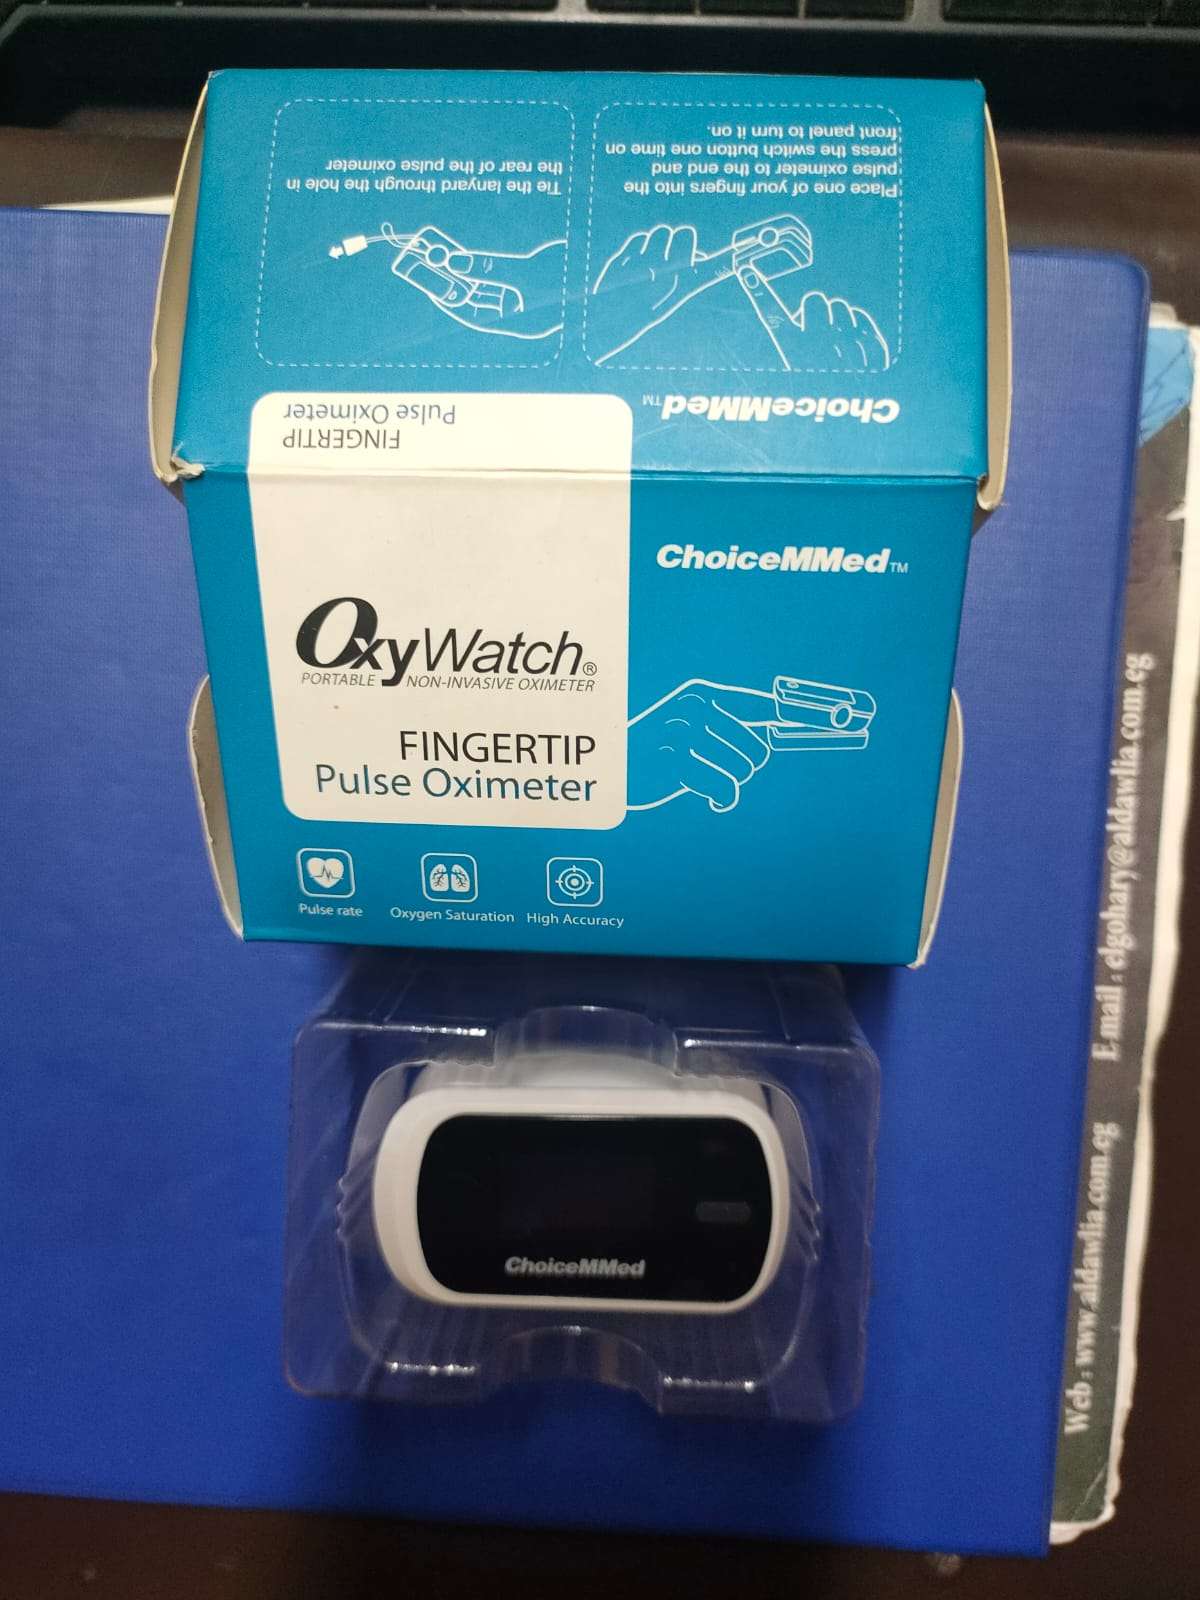 Place one of your fingers into the
pulse oximeter to the end and
press the switch button one time on
front panel to turn it on.
Tie the lanyard through the hole in
the rear of the pulse oximeter
ChoiceMMed™
FINGERTIP
Pulse Oximeter
ChoiceMMed™
OxyWatch®
PORTABLE NON-INVASIVE OXIMETER
FINGERTIP
Pulse Oximeter
Pulse rate
Oxygen Saturation
High Accuracy
ChoiceMMed
E-mail : elgohary@aldawlia.com.eg
Web : www.aldawlia.com.eg